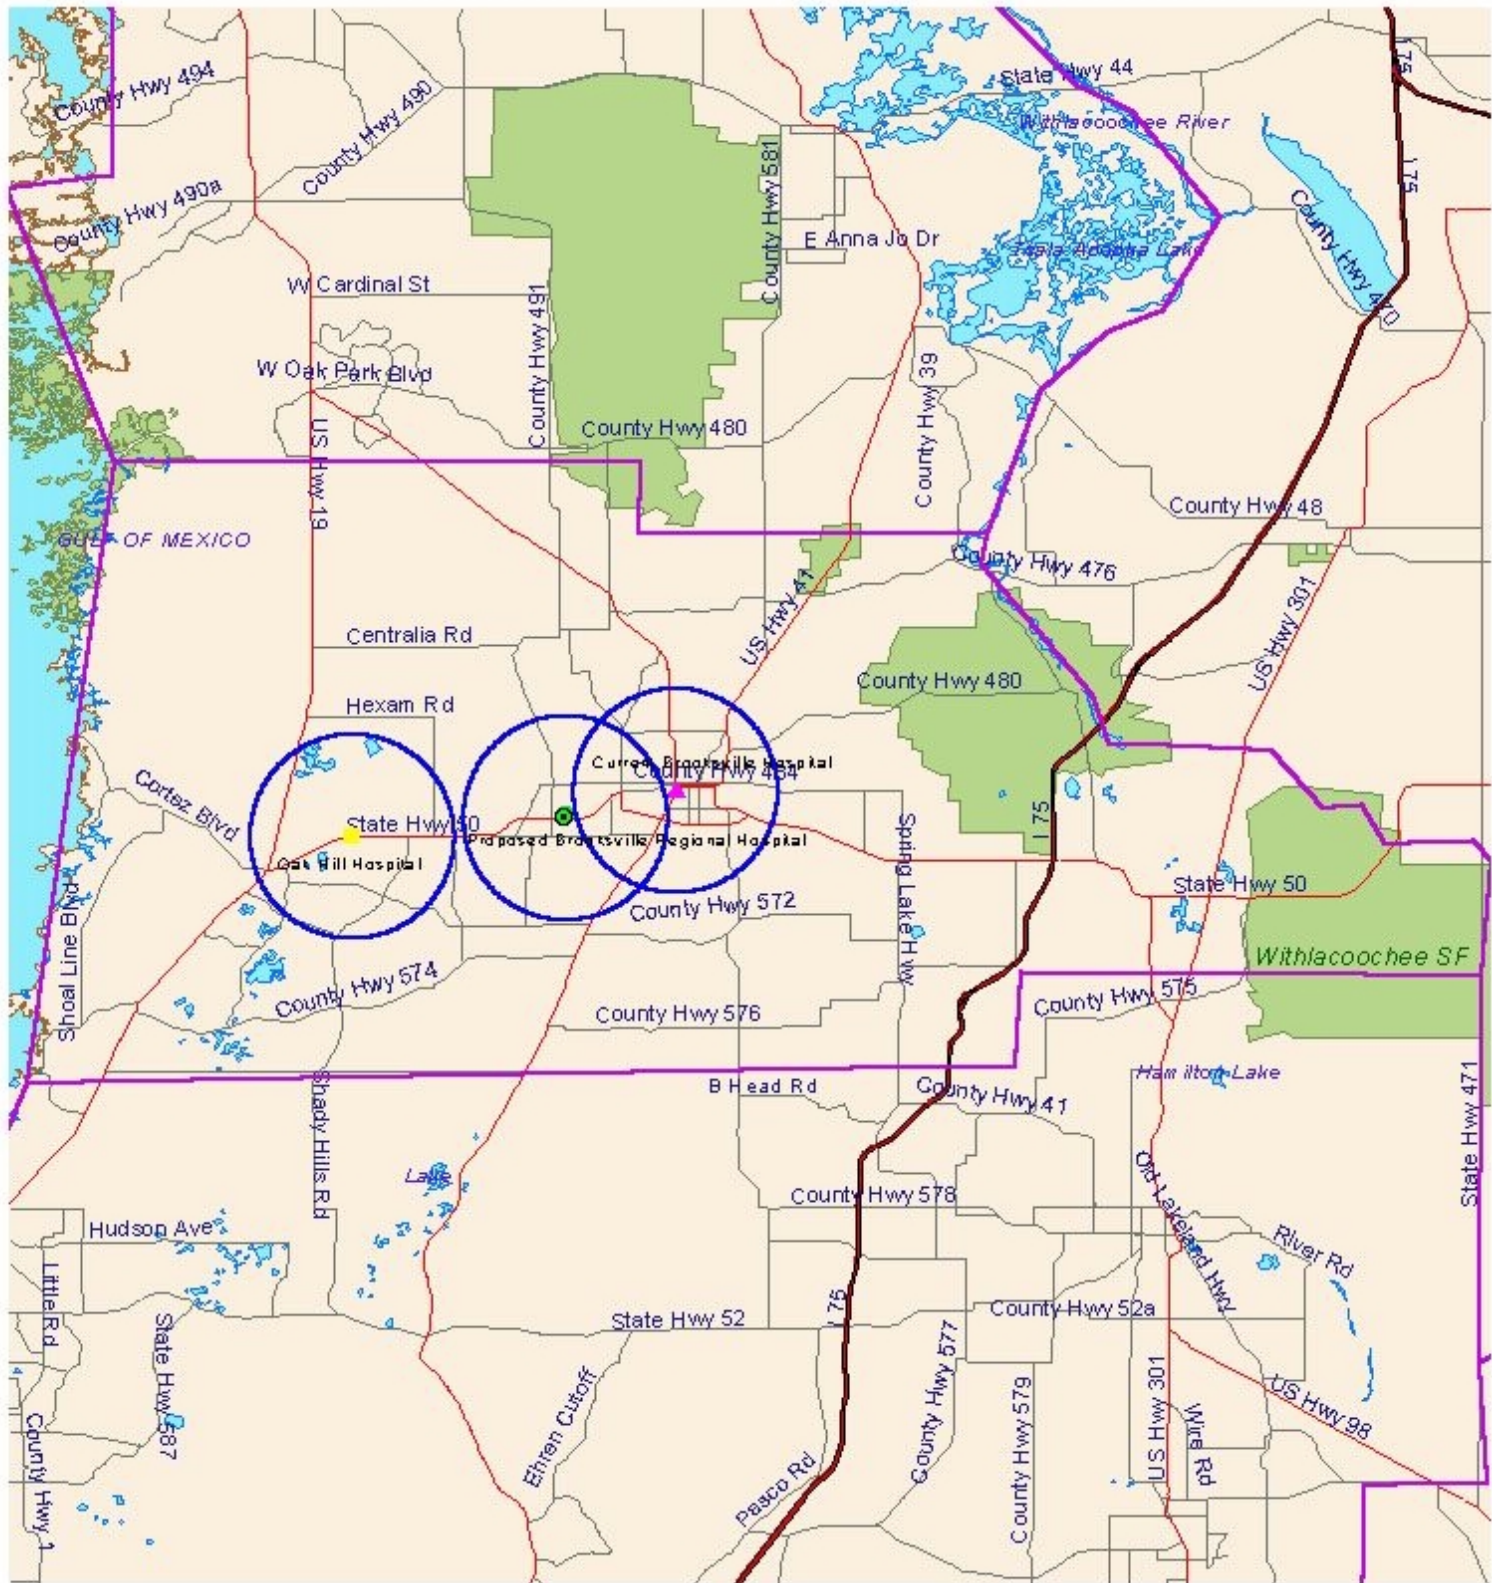 I 75
County Hwy 494
State Hwy 44
County Hwy 490
Withlacoochee River
I 75
County Hwy 581
County Hwy 490a
County Hwy 470
E Anna Jo Dr
Tsala Apopka Lake
W Cardinal St
County Hwy 491
W Oak Park Blvd
County Hwy 39
US Hwy 19
County Hwy 480
County Hwy 48
GULF OF MEXICO
County Hwy 476
US Hwy 41
US Hwy 301
Centralia Rd
County Hwy 480
Hexam Rd
Current Brooksville Hospital
County Hwy 484
Cortez Blvd
State Hwy 50
I 75
Proposed Brooksville Regional Hospital
Oak Hill Hospital
Spring Lake Hwy
State Hwy 50
Shoal Line Blvd
County Hwy 572
Withlacoochee SF
County Hwy 574
County Hwy 575
County Hwy 576
Hamilton Lake
Shady Hills Rd
B Head Rd
County Hwy 41
State Hwy 471
Lake
Old Lakeland Hwy
County Hwy 578
Hudson Ave
River Rd
Little Rd
I 75
State Hwy 52
County Hwy 52a
State Hwy 587
County Hwy 577
US Hwy 301
County Hwy 579
Ehren Cutoff
US Hwy 98
Wire Rd
County Hwy 1
Pasco Rd